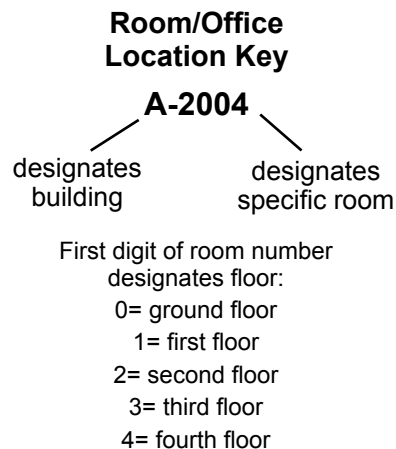 Room/Office
Location Key
A-2004
designates
building
designates
specific room
First digit of room number
designates floor:
0= ground floor
1= first floor
2= second floor
3= third floor
4= fourth floor